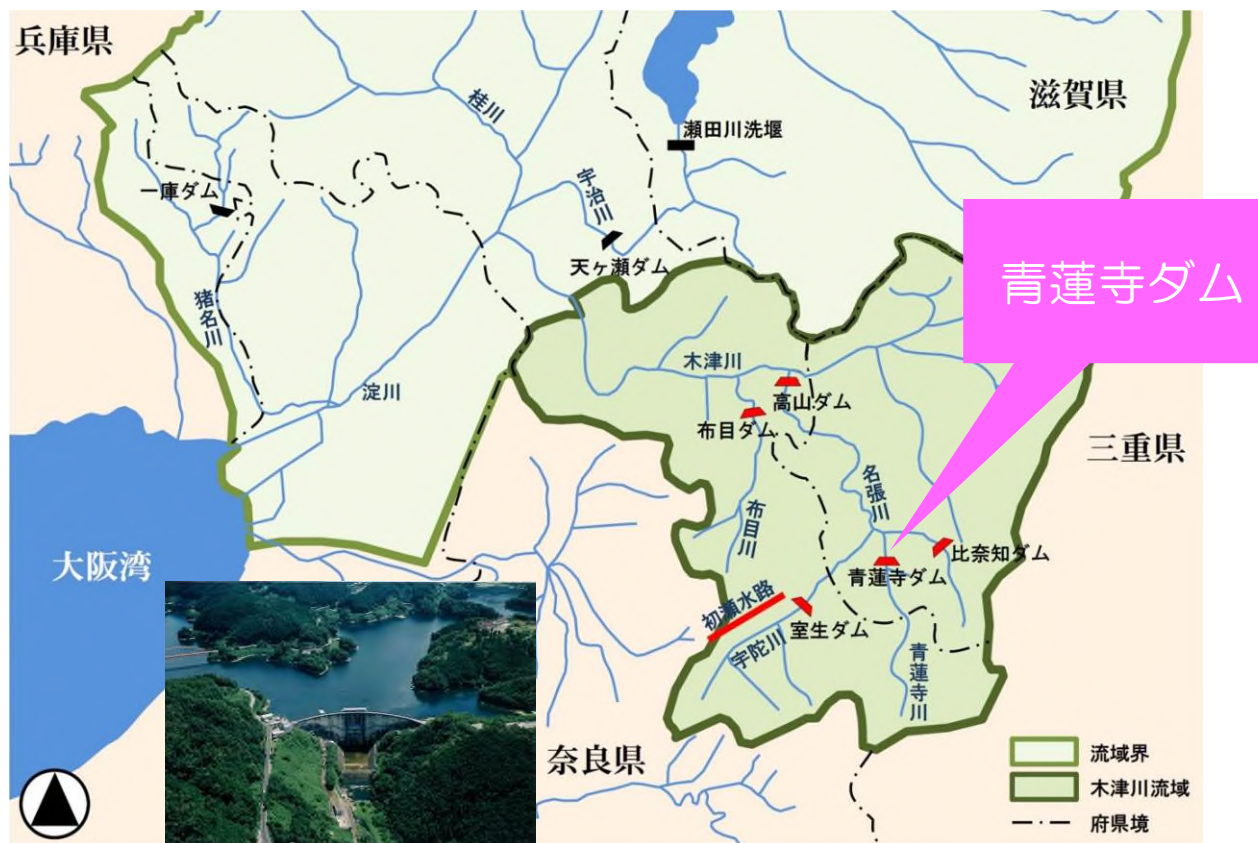 兵庫県
滋賀県
桂川
瀬田川洗堰
一庫ダム
宇治川
天ヶ瀬ダム
青蓮寺ダム
猪名川
淀川
木津川
高山ダム
布目ダム
三重県
名張川
布目川
大阪湾
比奈知ダム
青蓮寺ダム
初瀬水路
室生ダム
宇陀川
青蓮寺川
奈良県
流域界
木津川流域
府県境